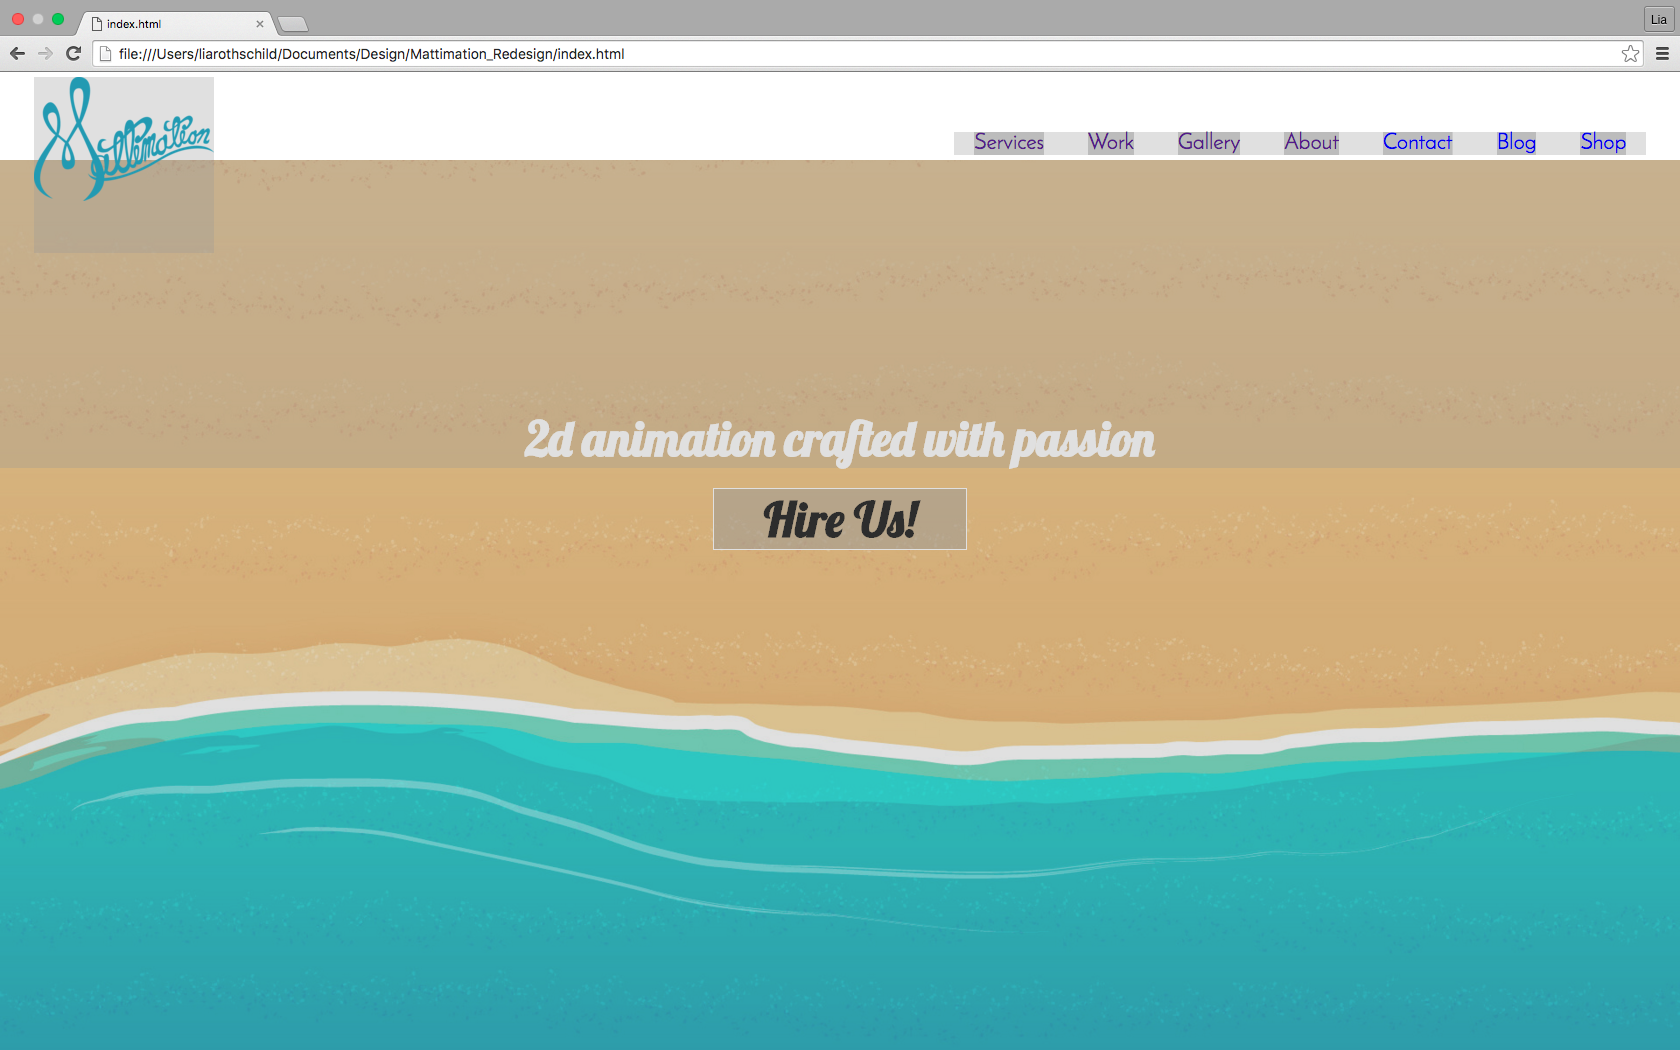 index.html
Lia
file:///Users/liarothschild/Documents/Design/Mattimation_Redesign/index.html
Mattimation
Services Work Gallery About Contact Blog Shop
2d animation crafted with passion
Hire Us!